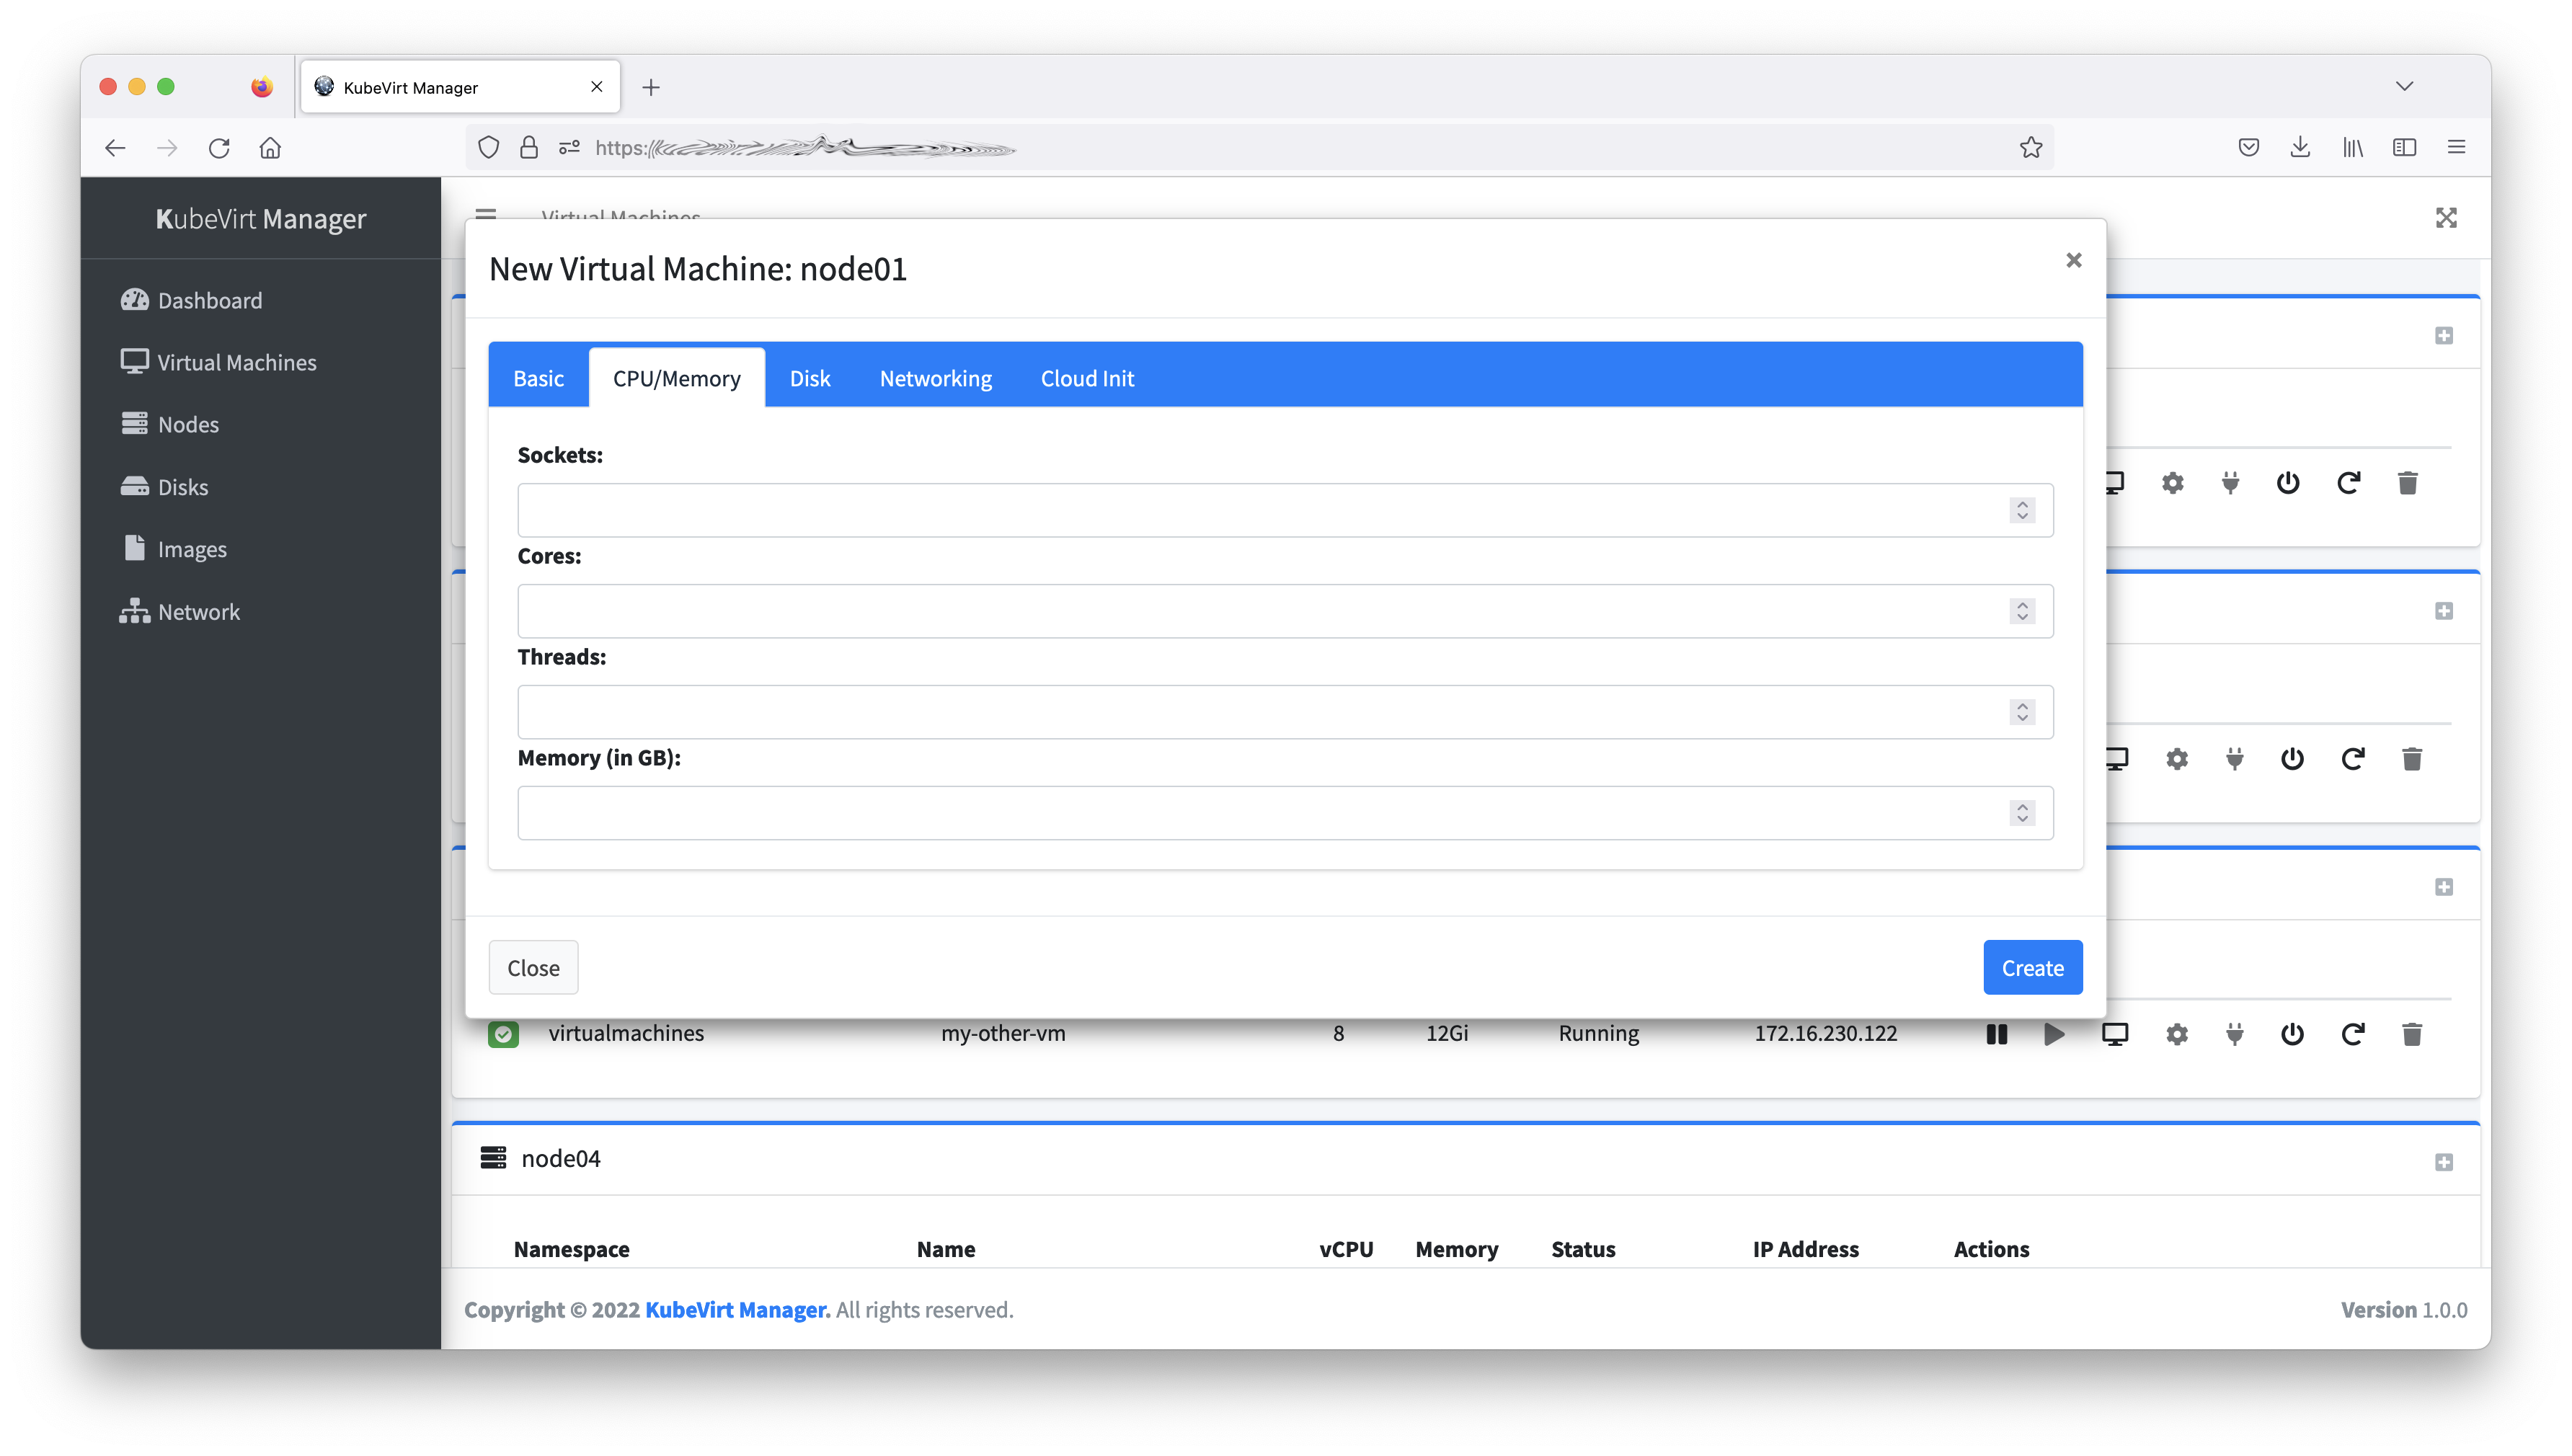 KubeVirt Manager
https:/
KubeVirt Manager
Virtual Machines
Dashboard
Virtual Machines
Nodes
Disks
Images
Network
New Virtual Machine: node01
Basic CPU/Memory Disk Networking Cloud Init
Sockets:
Cores:
Threads:
Memory (in GB):
Close Create
virtualmachines my-other-vm 8 12Gi Running 172.16.230.122
node04
Namespace Name vCPU Memory Status IP Address Actions
Copyright © 2022 KubeVirt Manager. All rights reserved. Version 1.0.0